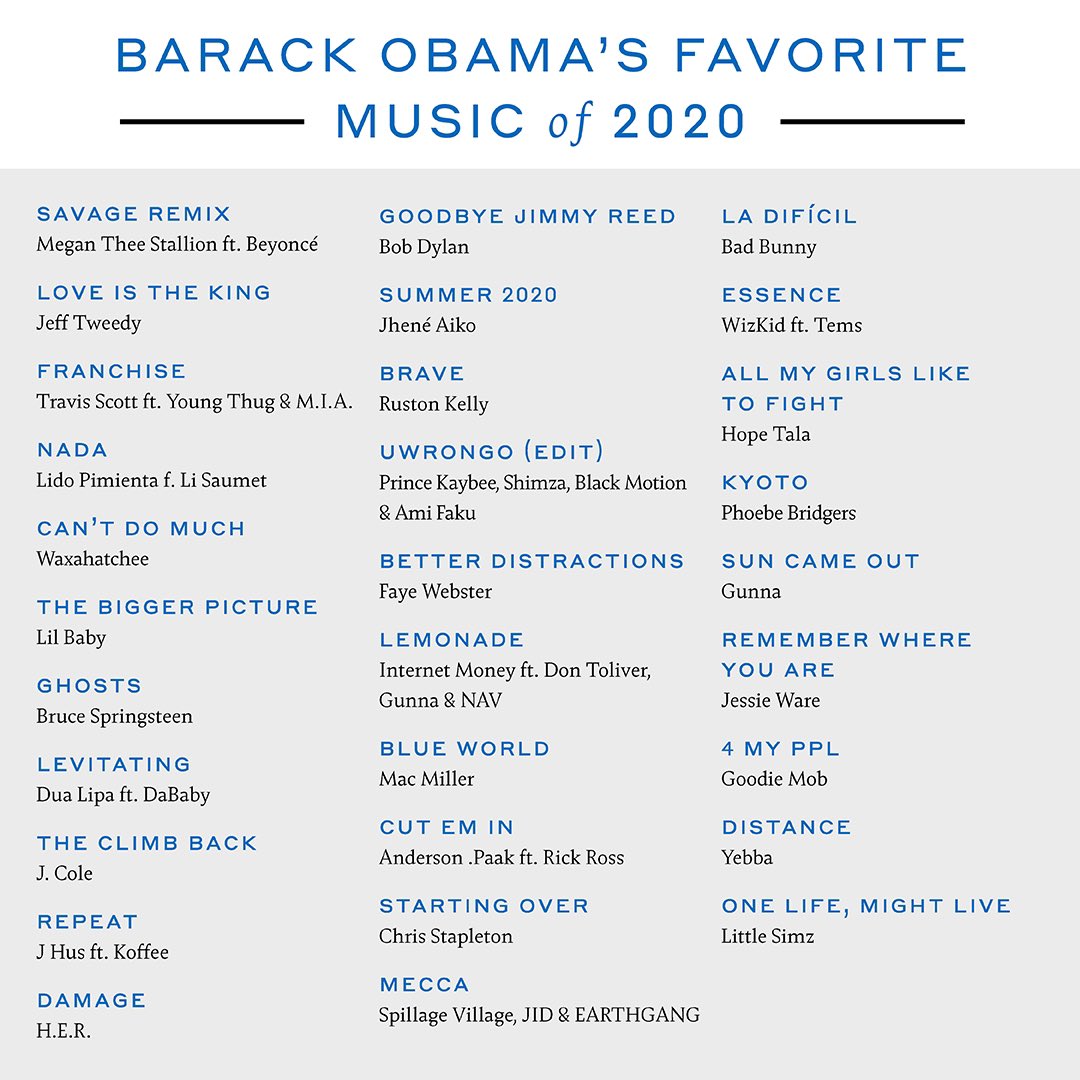 BARACK OBAMA'S FAVORITE
MUSIC of 2020
SAVAGE REMIX
Megan Thee Stallion ft. Beyoncé
LOVE IS THE KING
Jeff Tweedy
FRANCHISE
Travis Scott ft. Young Thug & M.I.A.
NADA
Lido Pimienta f. Li Saumet
CAN'T DO MUCH
Waxahatchee
THE BIGGER PICTURE
Lil Baby
GHOSTS
Bruce Springsteen
LEVITATING
Dua Lipa ft. DaBaby
THE CLIMB BACK
J. Cole
REPEAT
J Hus ft. Koffee
DAMAGE
H.E.R.
GOODBYE JIMMY REED
Bob Dylan
SUMMER 2020
Jhené Aiko
BRAVE
Ruston Kelly
UWRONGO (EDIT)
Prince Kaybee, Shimza, Black Motion
& Ami Faku
BETTER DISTRACTIONS
Faye Webster
LEMONADE
Internet Money ft. Don Toliver,
Gunna & NAV
BLUE WORLD
Mac Miller
CUT EM IN
Anderson .Paak ft. Rick Ross
STARTING OVER
Chris Stapleton
MECCA
Spillage Village, JID & EARTHGANG
LA DIFÍCIL
Bad Bunny
ESSENCE
WizKid ft. Tems
ALL MY GIRLS LIKE
TO FIGHT
Hope Tala
KYOTO
Phoebe Bridgers
SUN CAME OUT
Gunna
REMEMBER WHERE
YOU ARE
Jessie Ware
4 MY PPL
Goodie Mob
DISTANCE
Yebba
ONE LIFE, MIGHT LIVE
Little Simz